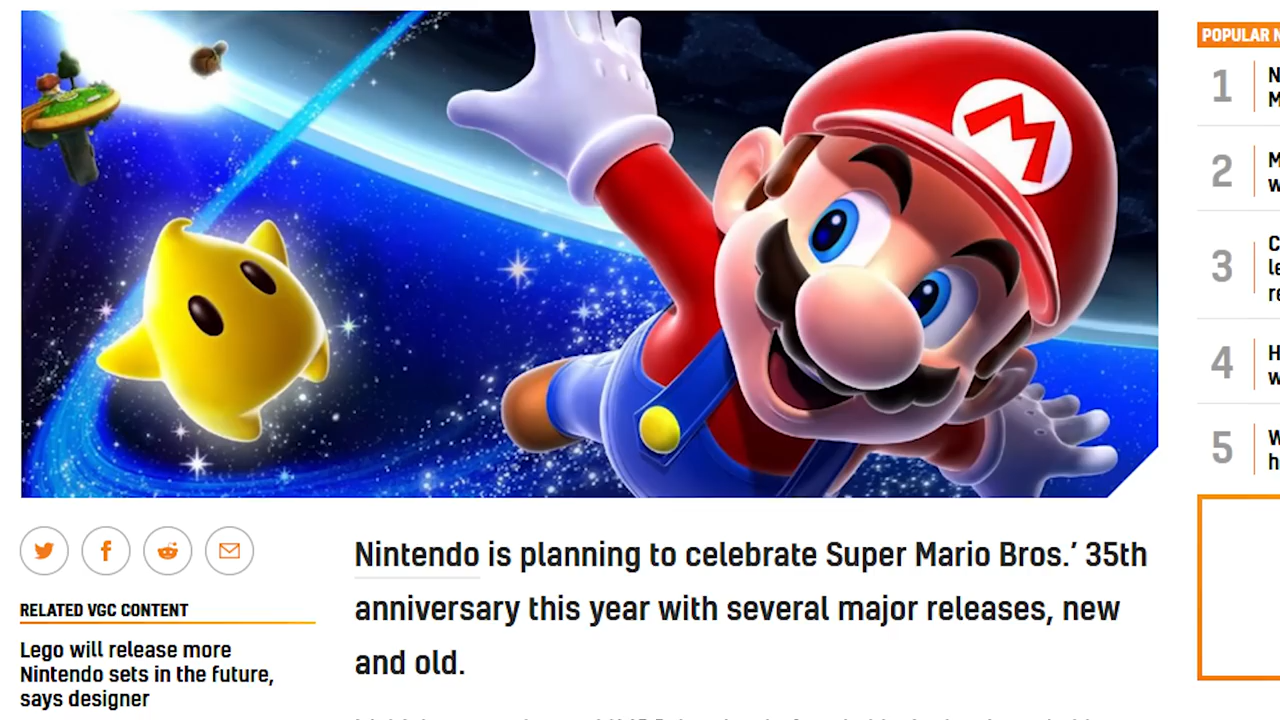 M
POPULAR
1
2
3
4
5
RELATED VGC CONTENT
Lego will release more
Nintendo sets in the future,
says designer
Nintendo is planning to celebrate Super Mario Bros.’ 35th
anniversary this year with several major releases, new
and old.